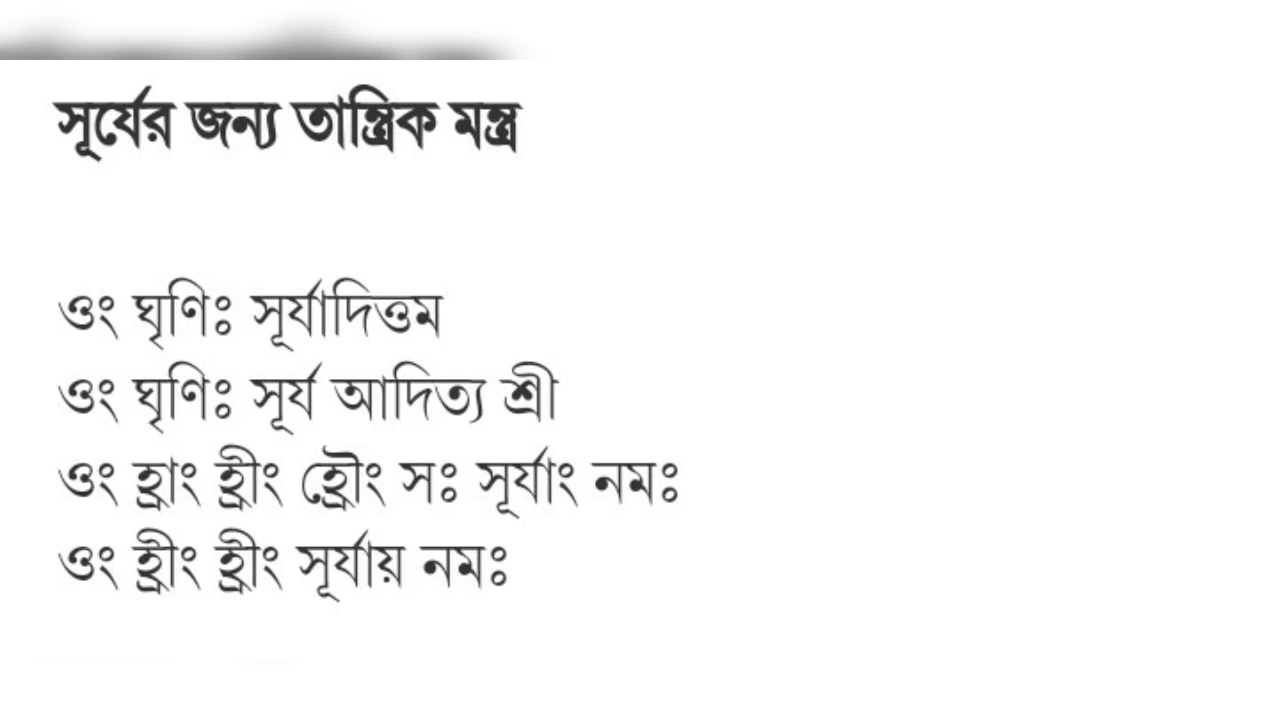 সূর্যের জন্য তান্ত্রিক মন্ত্র
ওং ঘৃণিঃ সূর্যাদিত্তম
ওং ঘৃণিঃ সূর্য আদিত্য শ্রী
ওং হ্রাং হ্রীং হ্রৌং সঃ সূর্যাং নমঃ
ওং হ্রীং হ্রীং সূর্যায় নমঃ